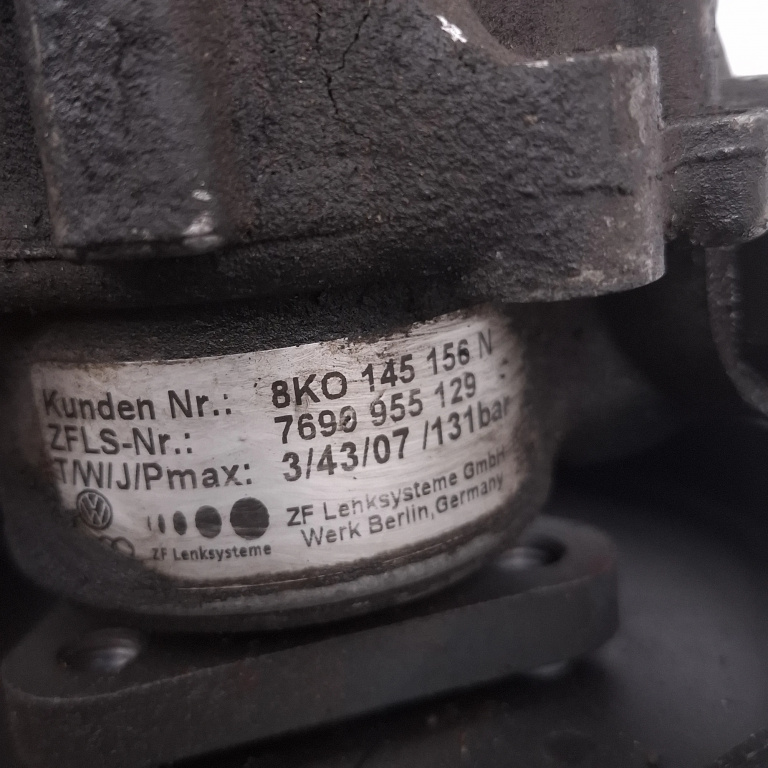 Kunden Nr.: 8KO 145 156 N
ZFLS-Nr.: 7690 955 129
T/W/J/Pmax: 3/43/07 /131bar
ZF Lenksysteme GmbH
Werk Berlin, Germany
ZF Lenksysteme